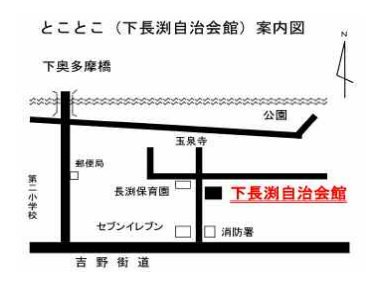 とことこ（下長渕自治会館）案内図
N
下奥多摩橋
公園
玉泉寺
郵便局
第二小学校
長渕保育園
下長渕自治会館
セブンイレブン
消防署
吉野街道